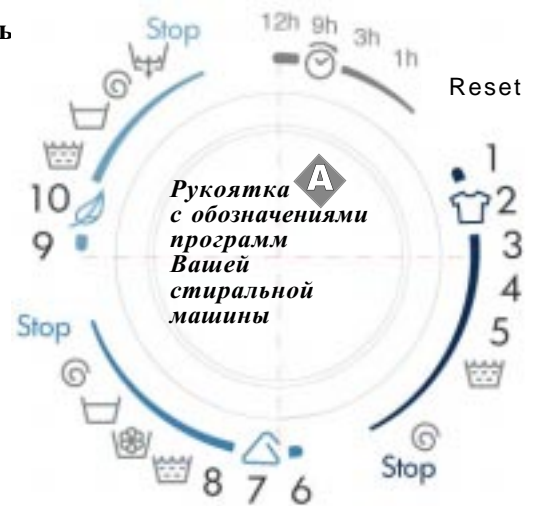 ь
Stop
12h 9h 3h 1h
Reset
1
2
3
4
5
Stop
6
7
8
Stop
9
10
Рукоятка A
с обозначениями
программ
Вашей
стиральной
машины